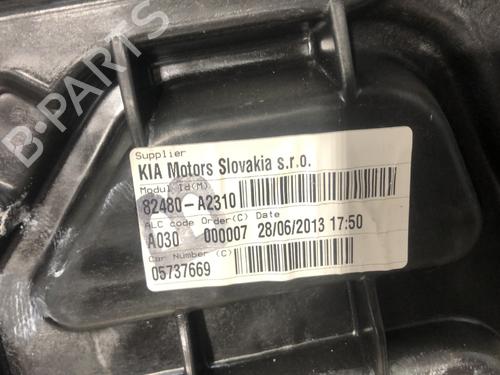 B-PARTS
Supplier
KIA Motors Slovakia s.r.o.
Modul Id(M)
82480-A2310
ALC code Order(C) Date
A030 000007 28/06/2013 17:50
Car Number (C)
05737669